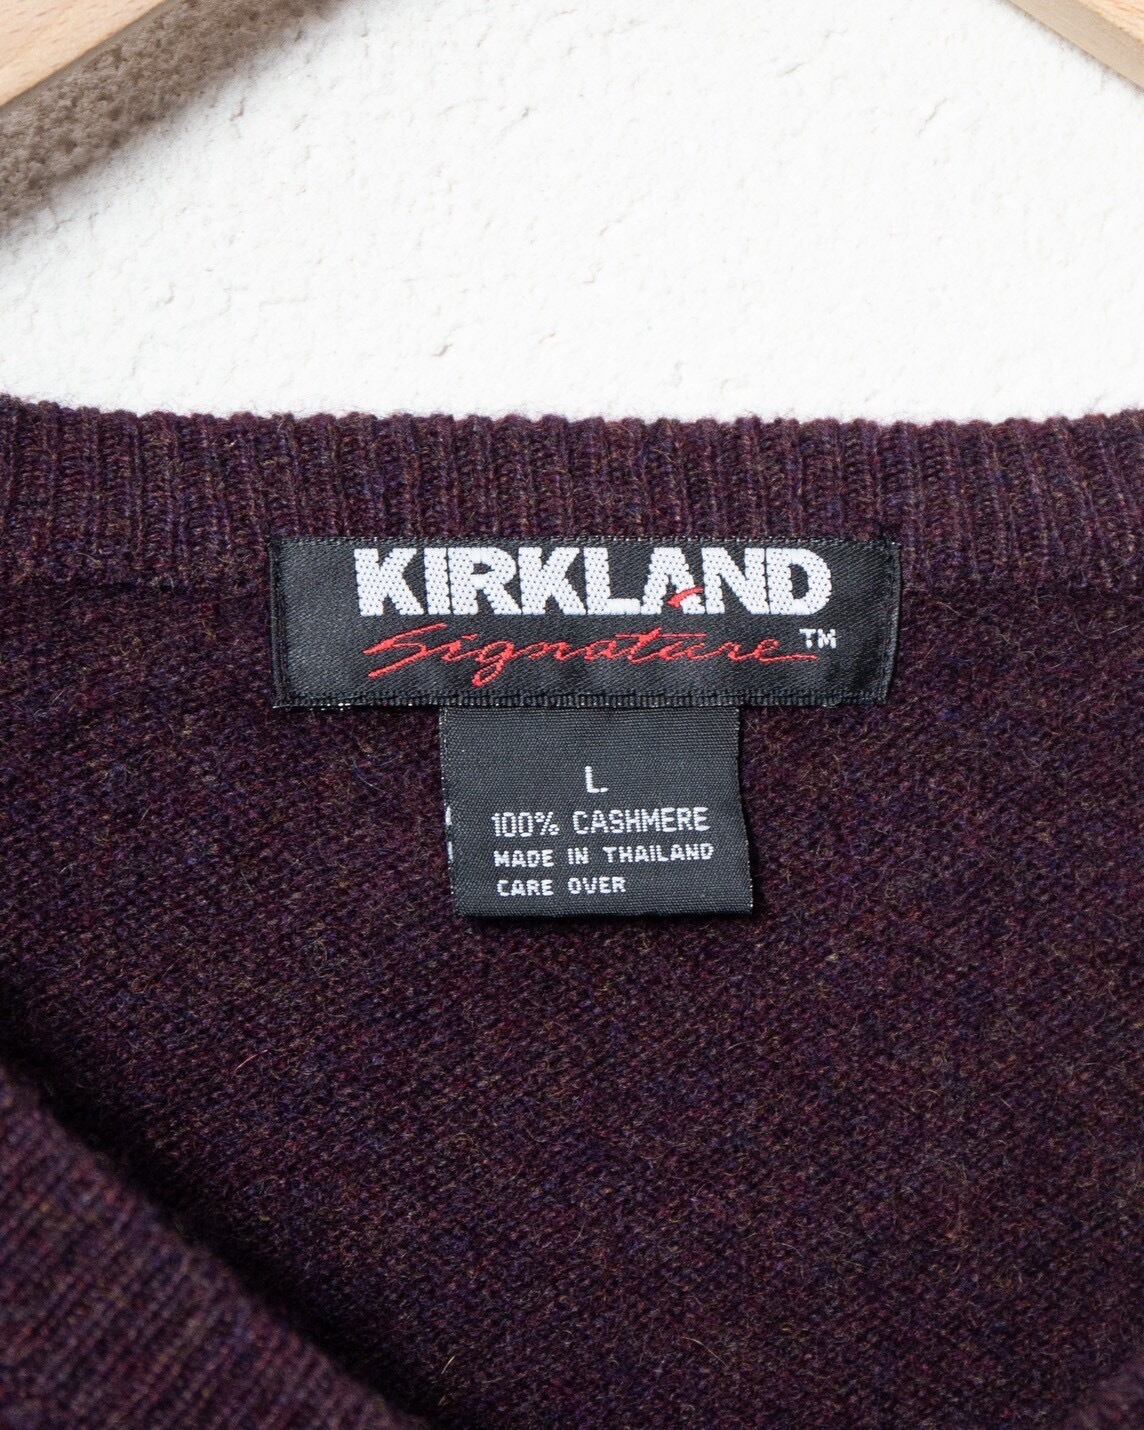 KIRKLAND
Signature™
L
100% CASHMERE
MADE IN THAILAND
CARE OVER